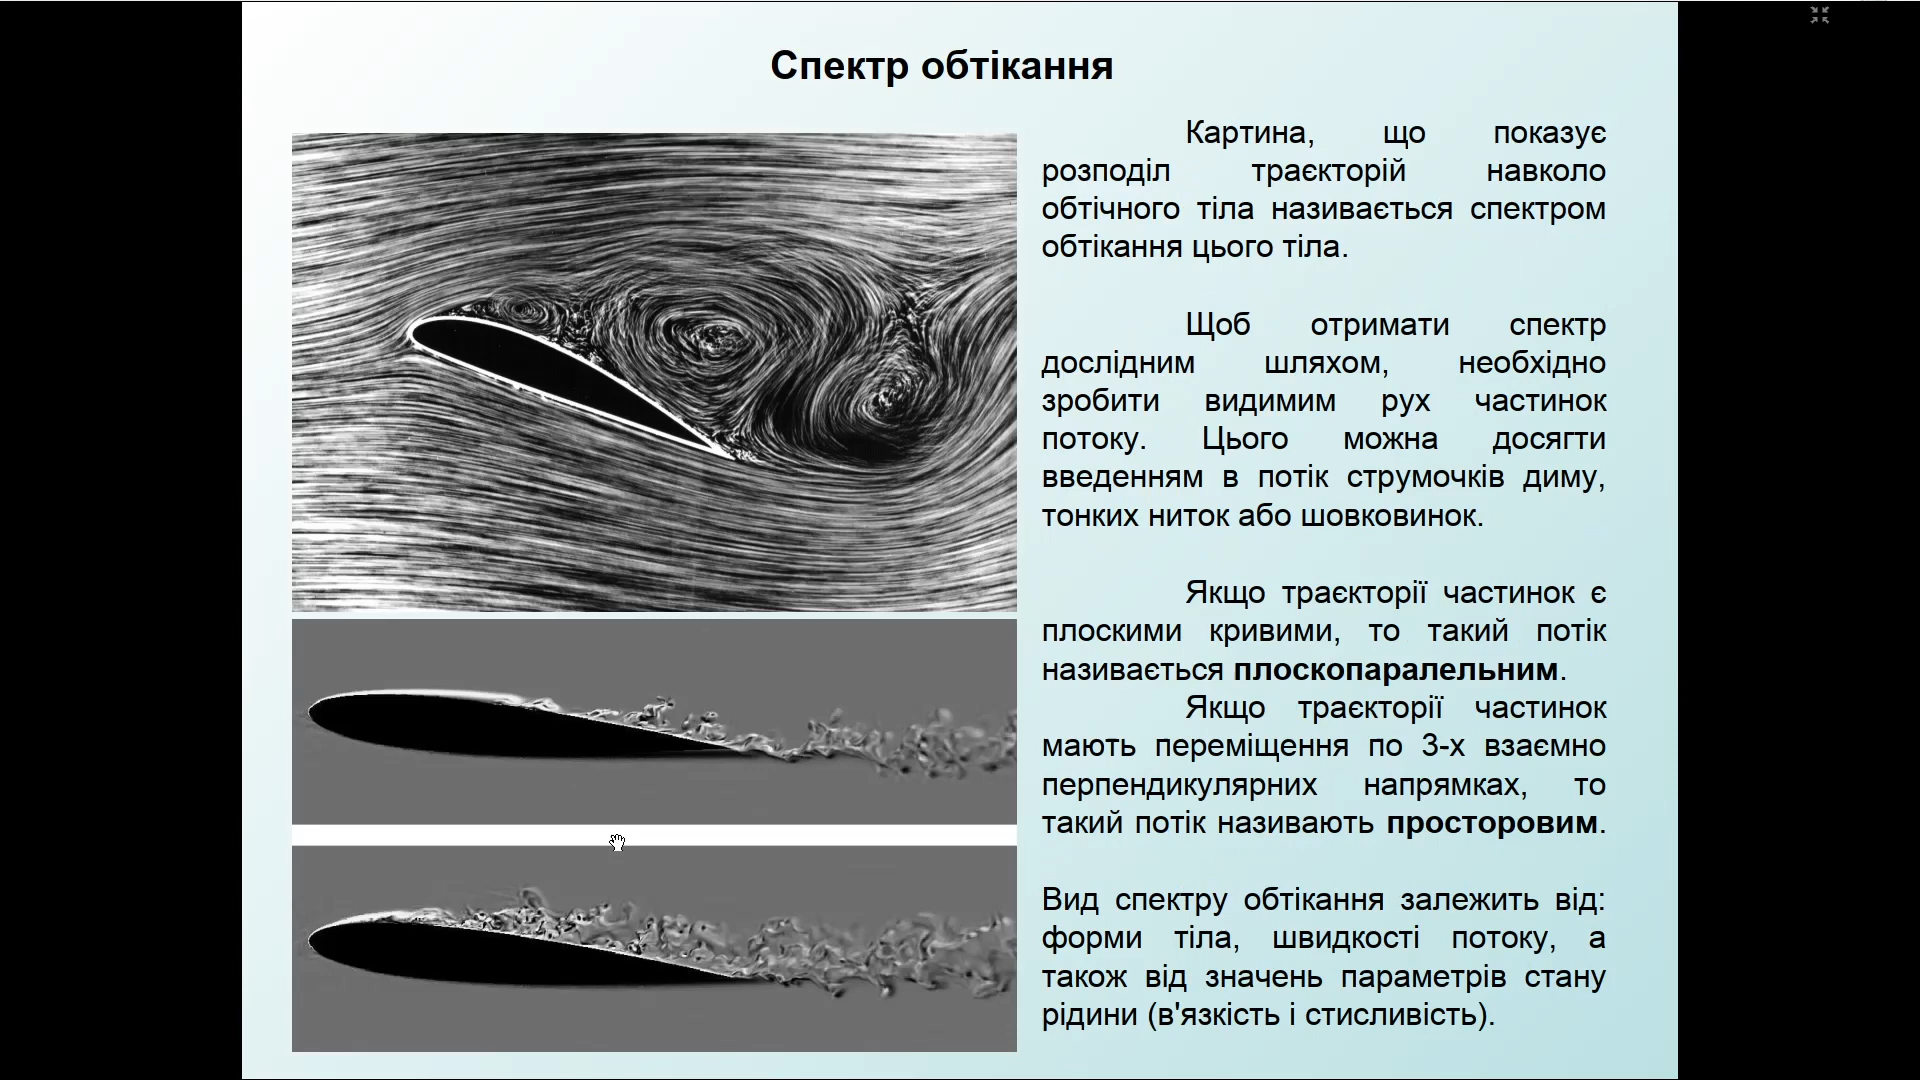 Спектр обтікання
Картина, що показує
розподіл траєкторій навколо
обтічного тіла називається спектром
обтікання цього тіла.
Щоб отримати спектр
дослідним шляхом, необхідно
зробити видимим рух частинок
потоку. Цього можна досягти
введенням в потік струмочків диму,
тонких ниток або шовковинок.
Якщо траєкторії частинок є
плоскими кривими, то такий потік
називається плоскопаралельним.
Якщо траєкторії частинок
мають переміщення по 3-х взаємно
перпендикулярних напрямках, то
такий потік називають просторовим.
Вид спектру обтікання залежить від:
форми тіла, швидкості потоку, а
також від значень параметрів стану
рідини (в'язкість і стисливість).